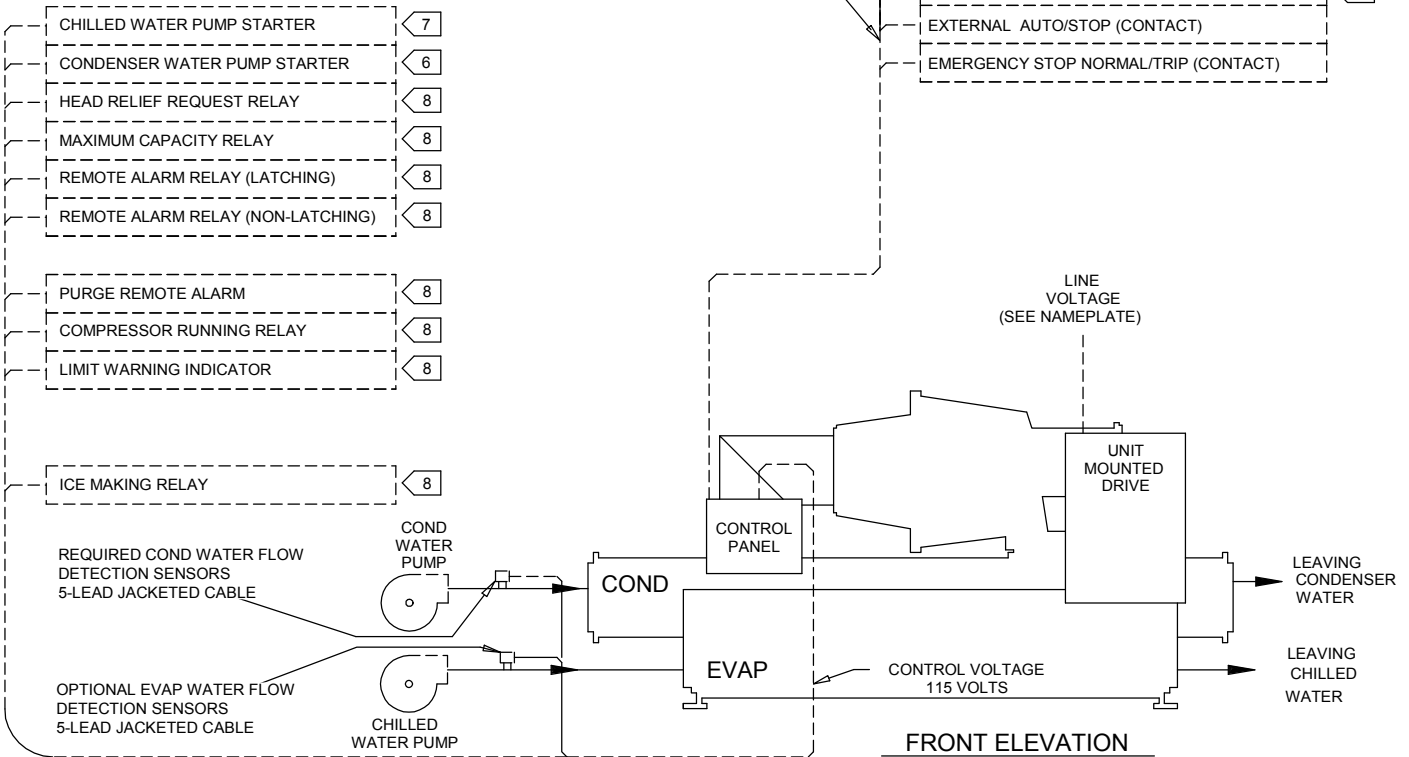 CHILLED WATER PUMP STARTER 7
CONDENSER WATER PUMP STARTER 6
HEAD RELIEF REQUEST RELAY 8
MAXIMUM CAPACITY RELAY 8
REMOTE ALARM RELAY (LATCHING) 8
REMOTE ALARM RELAY (NON-LATCHING) 8
PURGE REMOTE ALARM 8
COMPRESSOR RUNNING RELAY 8
LIMIT WARNING INDICATOR 8
ICE MAKING RELAY 8
EXTERNAL AUTO/STOP (CONTACT)
EMERGENCY STOP NORMAL/TRIP (CONTACT)
LINE
VOLTAGE
(SEE NAMEPLATE)
UNIT
MOUNTED
DRIVE
CONTROL
PANEL
COND
WATER
PUMP
REQUIRED COND WATER FLOW
DETECTION SENSORS
5-LEAD JACKETED CABLE
COND
LEAVING
CONDENSER
WATER
EVAP
CONTROL VOLTAGE
115 VOLTS
LEAVING
CHILLED
WATER
OPTIONAL EVAP WATER FLOW
DETECTION SENSORS
5-LEAD JACKETED CABLE
CHILLED
WATER PUMP
FRONT ELEVATION